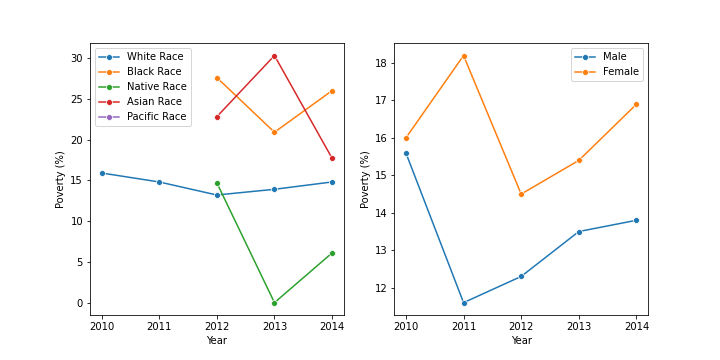 White Race
Black Race
Native Race
Asian Race
Pacific Race
30
25
20
15
10
5
0
Poverty (%)
2010 2011 2012 2013 2014
Year
Male
Female
18
17
16
15
14
13
12
Poverty (%)
2010 2011 2012 2013 2014
Year